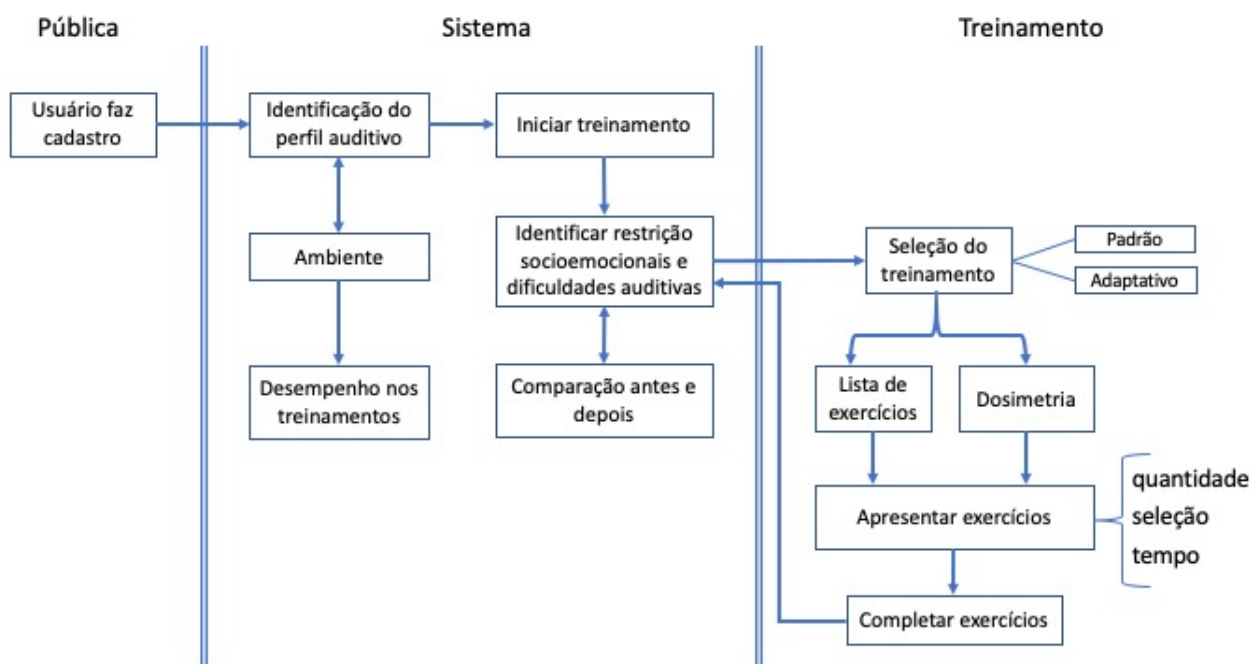 Pública
Sistema
Treinamento
Usuário faz
cadastro
Identificação do
perfil auditivo
Iniciar treinamento
Ambiente
Identificar restrição
socioemocionais e
dificuldades auditivas
Desempenho nos
treinamentos
Comparação antes e
depois
Seleção do
treinamento
Padrão
Adaptativo
Lista de
exercícios
Dosimetria
Apresentar exercícios
quantidade
seleção
tempo
Completar exercícios